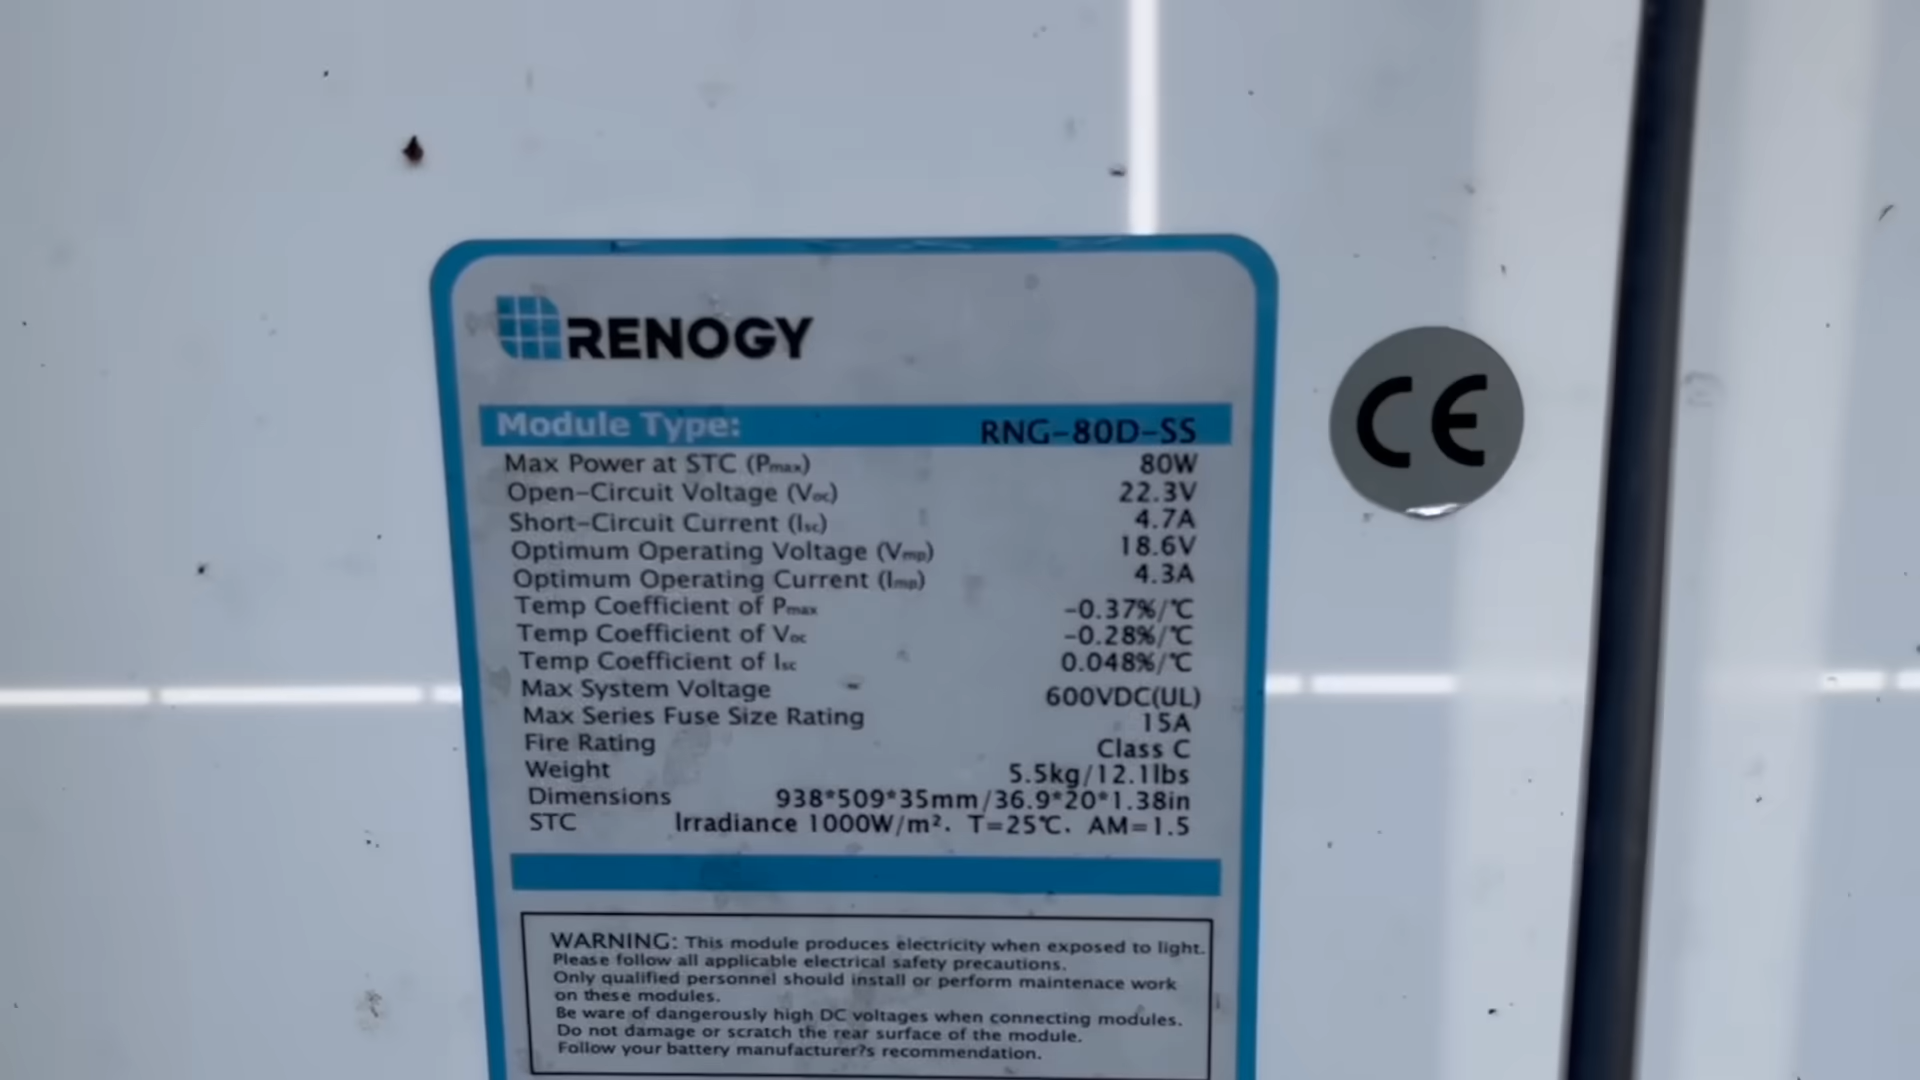 RENOGY
Module Type: RNG-80D-SS
Max Power at STC (Pmax) 80W
Open-Circuit Voltage (Voc) 22.3V
Short-Circuit Current (Isc) 4.7A
Optimum Operating Voltage (Vmp) 18.6V
Optimum Operating Current (Imp) 4.3A
Temp Coefficient of Pmax -0.37%/℃
Temp Coefficient of Voc -0.28%/℃
Temp Coefficient of Isc 0.048%/℃
Max System Voltage 600VDC(UL)
Max Series Fuse Size Rating 15A
Fire Rating Class C
Weight 5.5kg/12.1lbs
Dimensions 938*509*35mm/36.9*20*1.38in
STC Irradiance 1000W/m². T=25℃. AM=1.5
WARNING: This module produces electricity when exposed to light.
Please follow all applicable electrical safety precautions.
Only qualified personnel should install or perform maintenace work
on these modules.
Be ware of dangerously high DC voltages when connecting modules.
Do not damage or scratch the rear surface of the module.
Follow your battery manufacturer?s recommendation.
CE